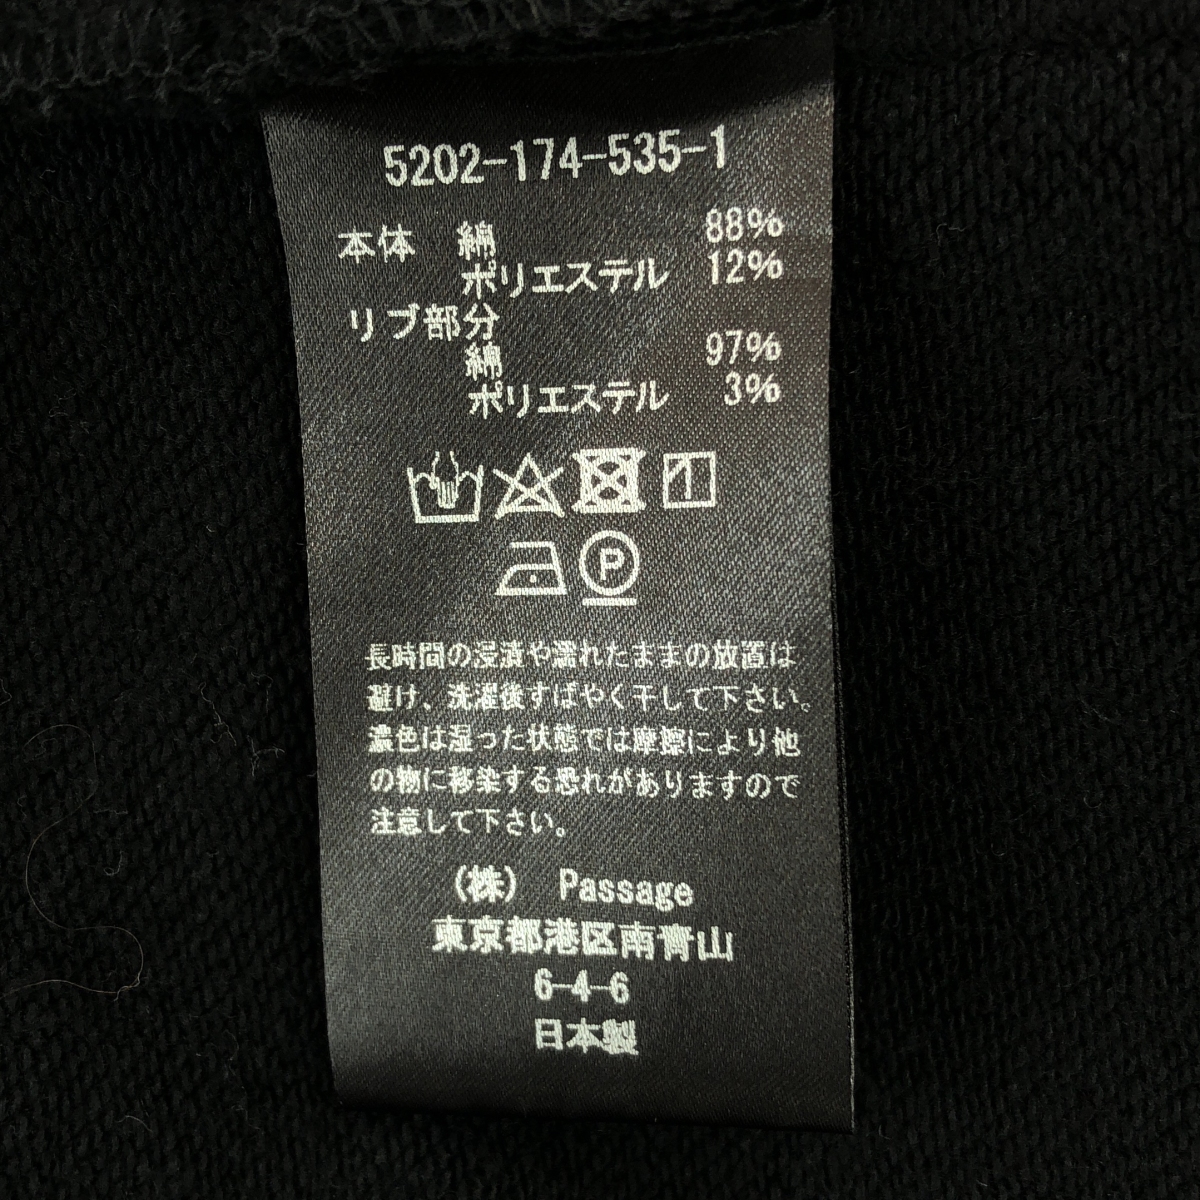 5202-174-535-1
本体 綿 88%
ポリエステル 12%
リブ部分
綿 97%
ポリエステル 3%
P
長時間の浸漬や濡れたままの放置は
避け、洗濯後すばやく干して下さい。
濃色は湿った状態では摩擦により他
の物に移染する恐れがありますので
注意して下さい。
(株) Passage
東京都港区南青山
6-4-6
日本製